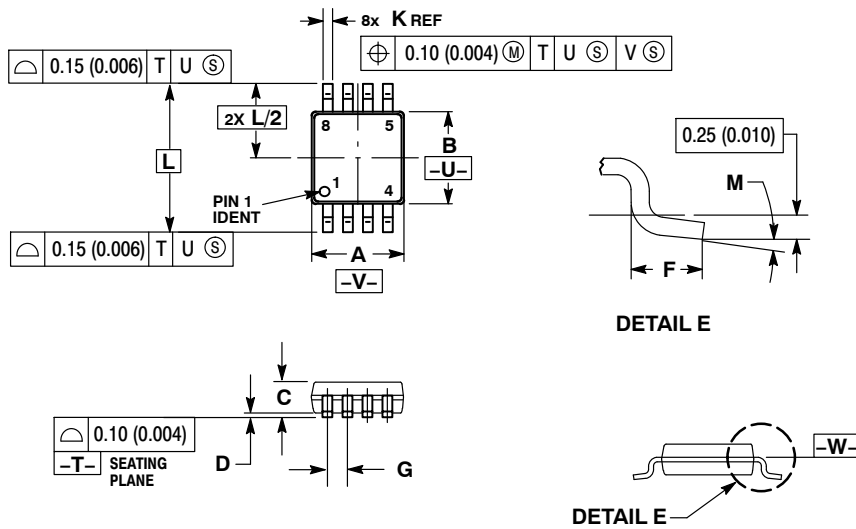 8x K REF
⌖ 0.10 (0.004) Ⓜ T U Ⓢ V Ⓢ
⌓ 0.15 (0.006) T U Ⓢ
2X L/2
8 5
B
–U–
L
PIN 1
IDENT
1 4
⌓ 0.15 (0.006) T U Ⓢ
A
–V–
0.25 (0.010)
M
F
DETAIL E
C
⌓ 0.10 (0.004)
–T– SEATING
PLANE
D
G
–W–
DETAIL E